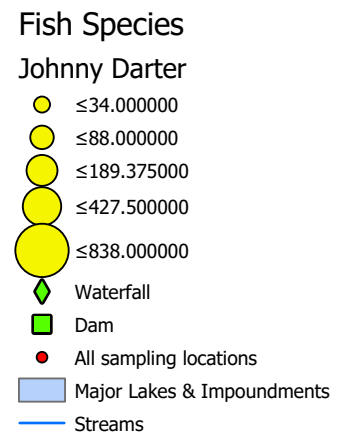 Fish Species
Johnny Darter
≤34.000000
≤88.000000
≤189.375000
≤427.500000
≤838.000000
Waterfall
Dam
All sampling locations
Major Lakes & Impoundments
Streams